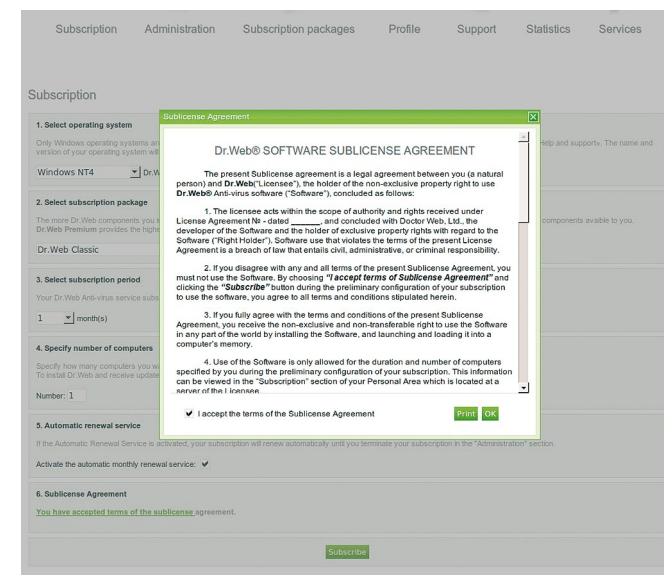 Subscription Administration Subscription packages Profile Support Statistics Services
Subscription
1. Select operating system
Only Windows operating systems
Help and support». The name and
version of your operating system will
Windows NT4 Dr.W
2. Select subscription package
The more Dr.Web components you
components avaible to you.
Dr.Web Premium provides the
Dr.Web Classic
3. Select subscription period
Your Dr.Web Anti-virus service subs
1 month(s)
4. Specify number of computers
Specify how many computers you
To install Dr.Web and receive update
Number: 1
5. Automatic renewal service
If the Automatic Renewal Service is activated, your subscription will renew automatically until you terminate your subscription in the "Administration" section.
Activate the automatic monthly renewal service:
6. Sublicense Agreement
You have accepted terms of the sublicense agreement.
Subscribe
Sublicense Agreement
Dr.Web® SOFTWARE SUBLICENSE AGREEMENT
The present Sublicense agreement is a legal agreement between you (a natural
person) and Dr.Web("Licensee"), the holder of the non-exclusive property right to use
Dr.Web® Anti-virus software ("Software"), concluded as follows:
1. The licensee acts within the scope of authority and rights received under
License Agreement № - dated ______, and concluded with Doctor Web, Ltd., the
developer of the Software and the holder of exclusive property rights with regard to the
Software ("Right Holder"). Software use that violates the terms of the present License
Agreement is a breach of law that entails civil, administrative, or criminal responsibility.
2. If you disagree with any and all terms of the present Sublicense Agreement, you
must not use the Software. By choosing "I accept terms of Sublicense Agreement" and
clicking the "Subscribe" button during the preliminary configuration of your subscription
to use the software, you agree to all terms and conditions stipulated herein.
3. If you fully agree with the terms and conditions of the present Sublicense
Agreement, you receive the non-exclusive and non-transferable right to use the Software
in any part of the world by installing the Software, and launching and loading it into a
computer's memory.
4. Use of the Software is only allowed for the duration and number of computers
specified by you during the preliminary configuration of your subscription. This information
can be viewed in the "Subscription" section of your Personal Area which is located at a
server of the Licensee.
I accept the terms of the Sublicense Agreement Print OK